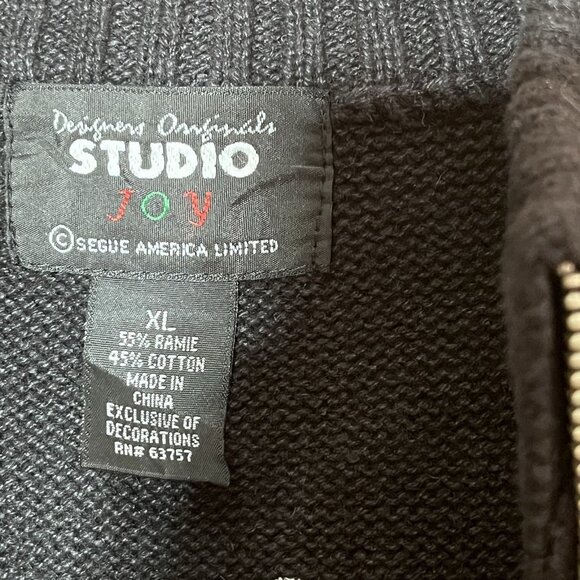 Designers Originals
STUDIO
JOY
© SEGUE AMERICA LIMITED
XL
55% RAMIE
45% COTTON
MADE IN
CHINA
EXCLUSIVE OF
DECORATIONS
RN# 63757